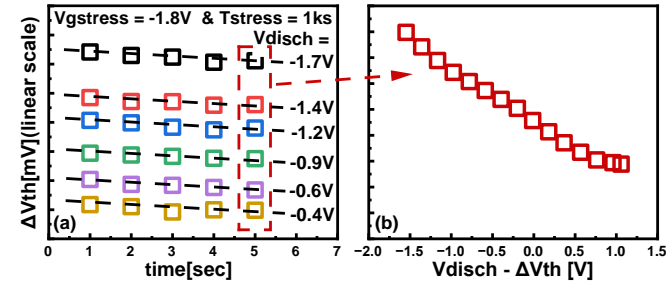 Vgstress = -1.8V & Tstress = 1ks
Vdisch =
-1.7V
-1.4V
-1.2V
-0.9V
-0.6V
-0.4V
ΔVth[mV](linear scale)
(a)
0 1 2 3 4 5 6 7
time[sec]
(b)
-2.0 -1.5 -1.0 -0.5 0.0 0.5 1.0 1.5
Vdisch - ΔVth [V]